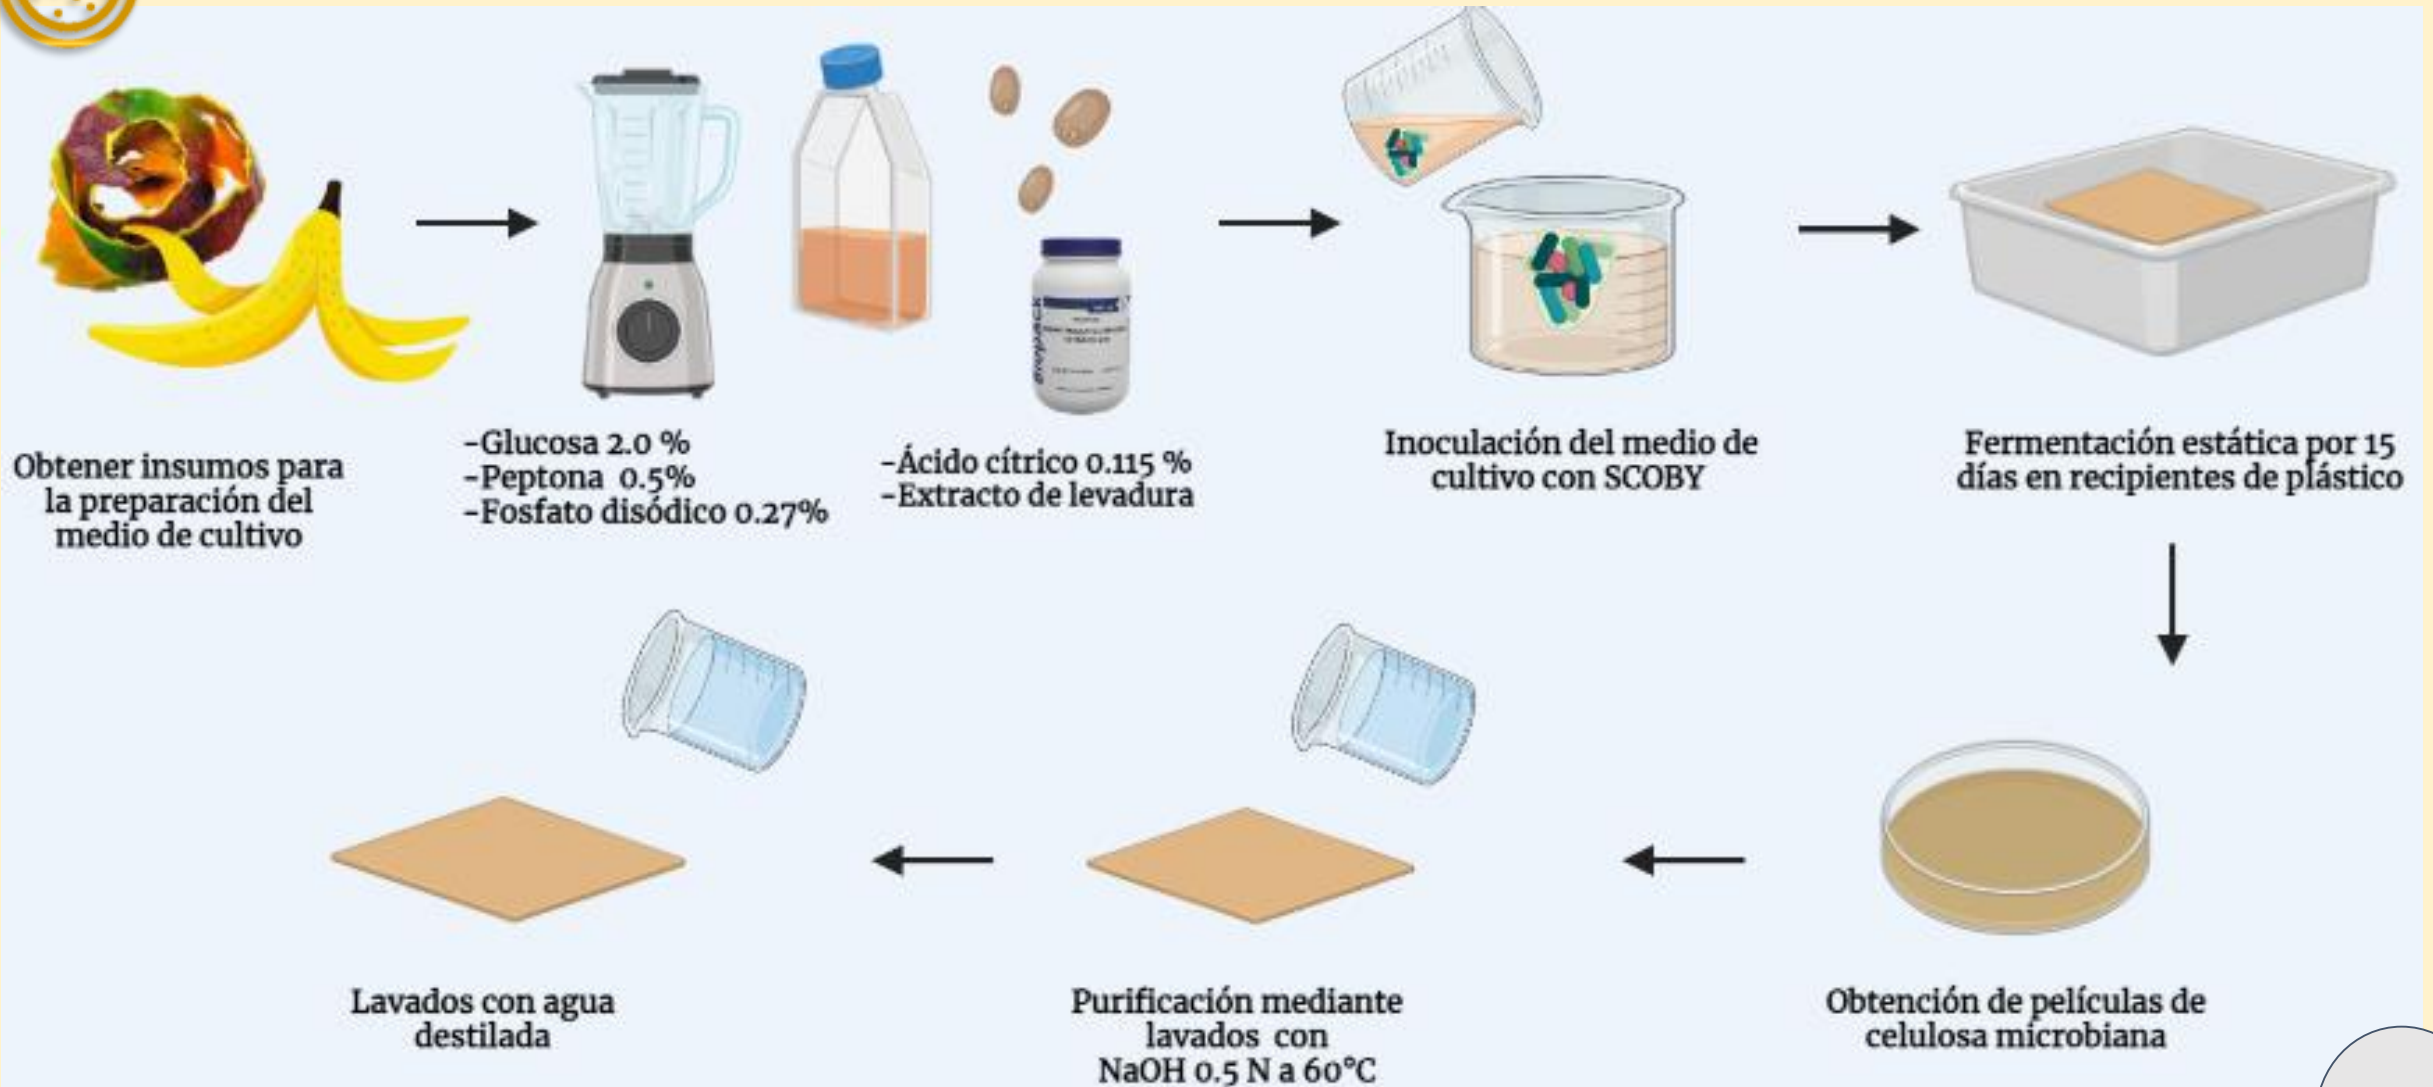 Obtener insumos para
la preparación del
medio de cultivo
-Glucosa 2.0 %
-Peptona 0.5%
-Fosfato disódico 0.27%
-Ácido cítrico 0.115 %
-Extracto de levadura
Inoculación del medio de
cultivo con SCOBY
Fermentación estática por 15
días en recipientes de plástico
Lavados con agua
destilada
Purificación mediante
lavados con
NaOH 0.5 N a 60°C
Obtención de películas de
celulosa microbiana